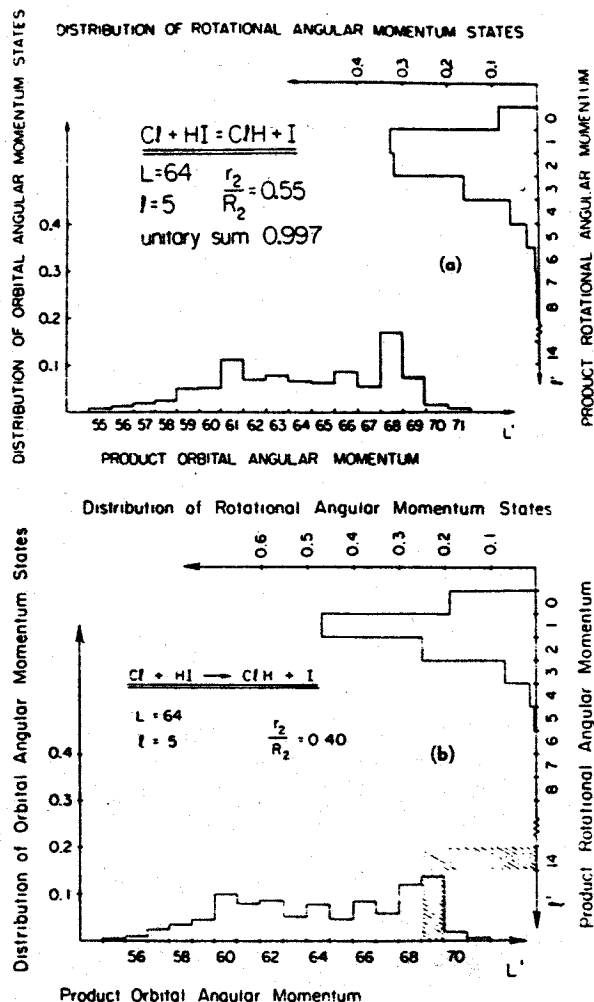 DISTRIBUTION OF ROTATIONAL ANGULAR MOMENTUM STATES
0.4 0.3 0.2 0.1
DISTRIBUTION OF ORBITAL ANGULAR MOMENTUM STATES
Cl + HI = ClH + I
L=64
l=5
r2/R2 = 0.55
unitary sum 0.997
(a)
0 1 2 3 4 5 6 7 8 14 l'
PRODUCT ROTATIONAL ANGULAR MOMENTUM
0.4
0.3
0.2
0.1
55 56 57 58 59 60 61 62 63 64 65 66 67 68 69 70 71 L'
PRODUCT ORBITAL ANGULAR MOMENTUM
Distribution of Rotational Angular Momentum States
0.6 0.5 0.4 0.3 0.2 0.1
Distribution of Orbital Angular Momentum States
Cl + HI → ClH + I
L = 64
l = 5
r2/R2 = 0.40
(b)
0 1 2 3 4 5 6 7 8 14 l'
Product Rotational Angular Momentum
0.4
0.3
0.2
0.1
56 58 60 62 64 66 68 70 L'
Product Orbital Angular Momentum